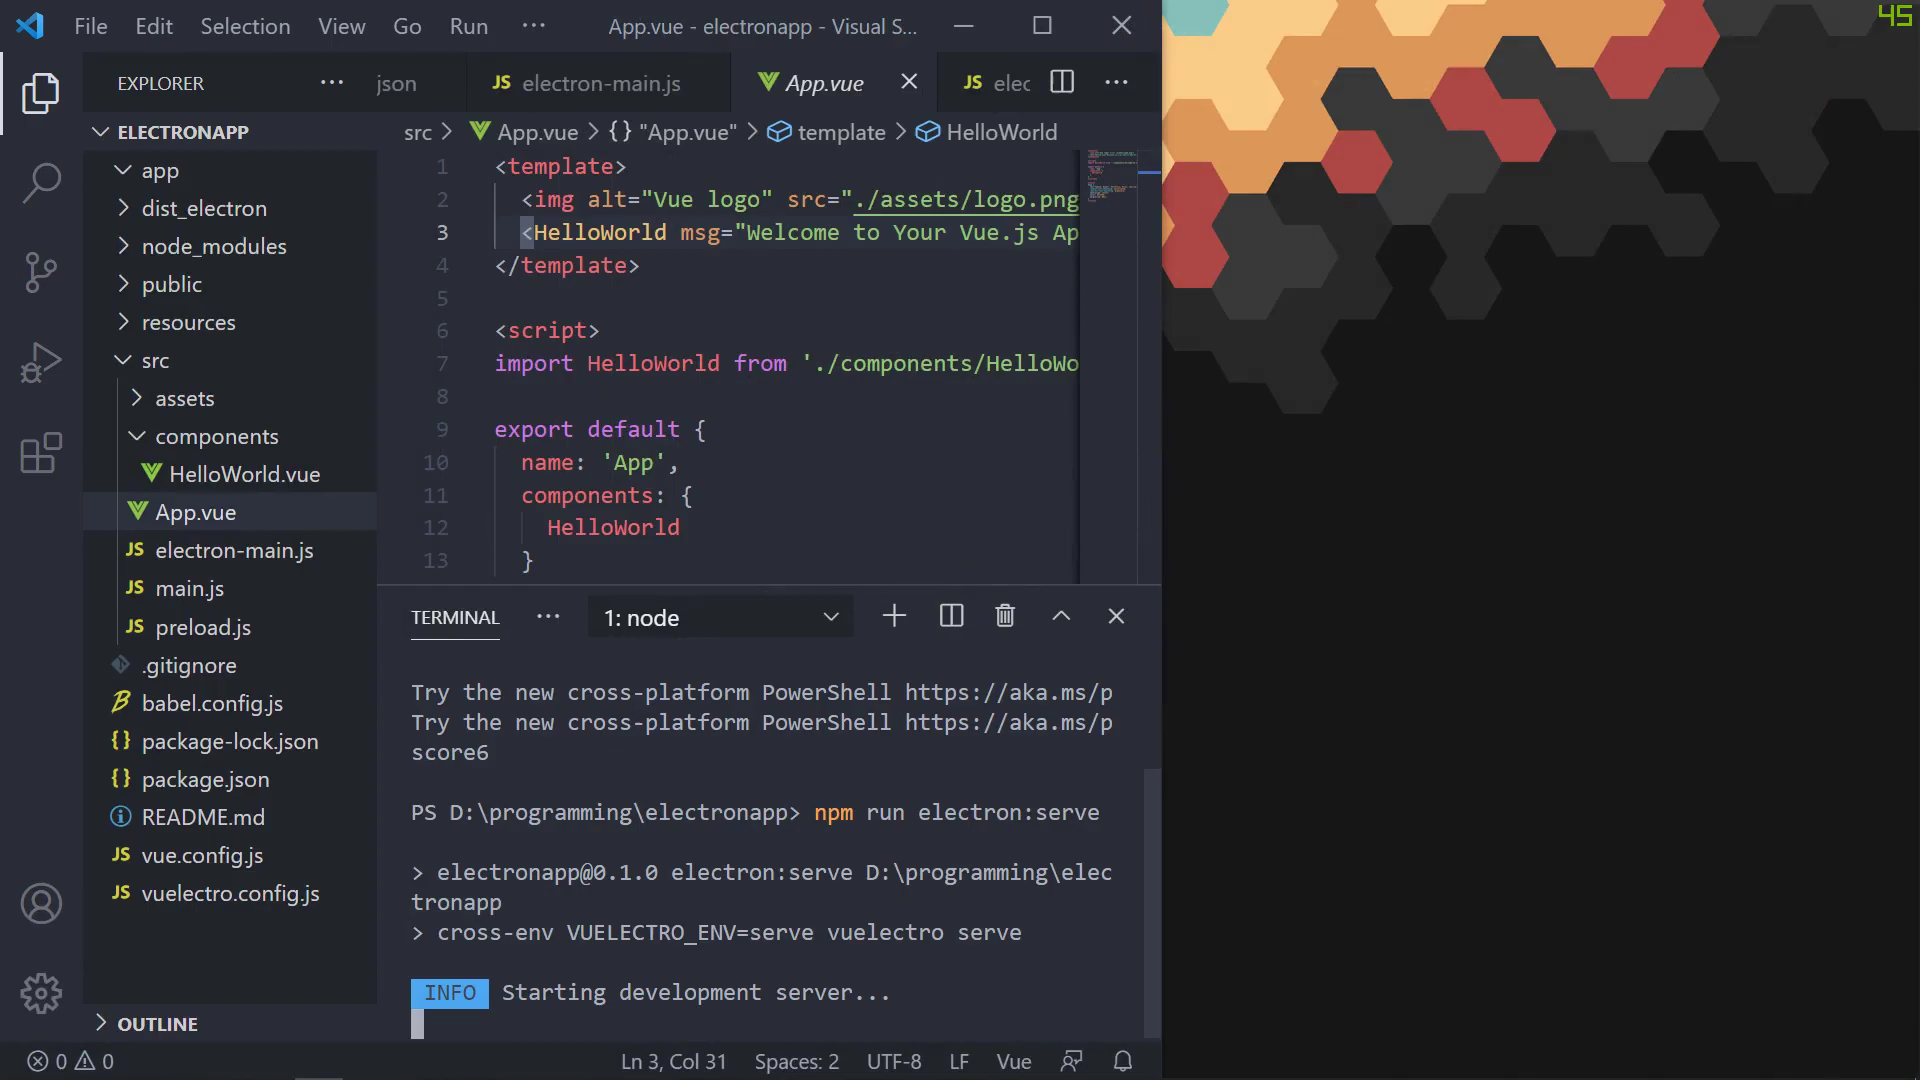 File Edit Selection View Go Run ··· App.vue - electronapp - Visual S...
45
EXPLORER ···
json
JS electron-main.js
App.vue
JS elec
···
ELECTRONAPP
app
dist_electron
node_modules
public
resources
src
assets
components
HelloWorld.vue
App.vue
JS electron-main.js
JS main.js
JS preload.js
.gitignore
babel.config.js
{} package-lock.json
{} package.json
README.md
JS vue.config.js
JS vuelectro.config.js
OUTLINE
src > App.vue > {} "App.vue" > template > HelloWorld
1 <template>
2 <img alt="Vue logo" src="./assets/logo.png
3 <HelloWorld msg="Welcome to Your Vue.js Ap
4 </template>
5
6 <script>
7 import HelloWorld from './components/HelloWo
8
9 export default {
10 name: 'App',
11 components: {
12 HelloWorld
13 }
TERMINAL ··· 1: node
Try the new cross-platform PowerShell https://aka.ms/p
Try the new cross-platform PowerShell https://aka.ms/p
score6
PS D:\programming\electronapp> npm run electron:serve
> electronapp@0.1.0 electron:serve D:\programming\elec
tronapp
> cross-env VUELECTRO_ENV=serve vuelectro serve
INFO Starting development server...
0 0
Ln 3, Col 31 Spaces: 2 UTF-8 LF Vue